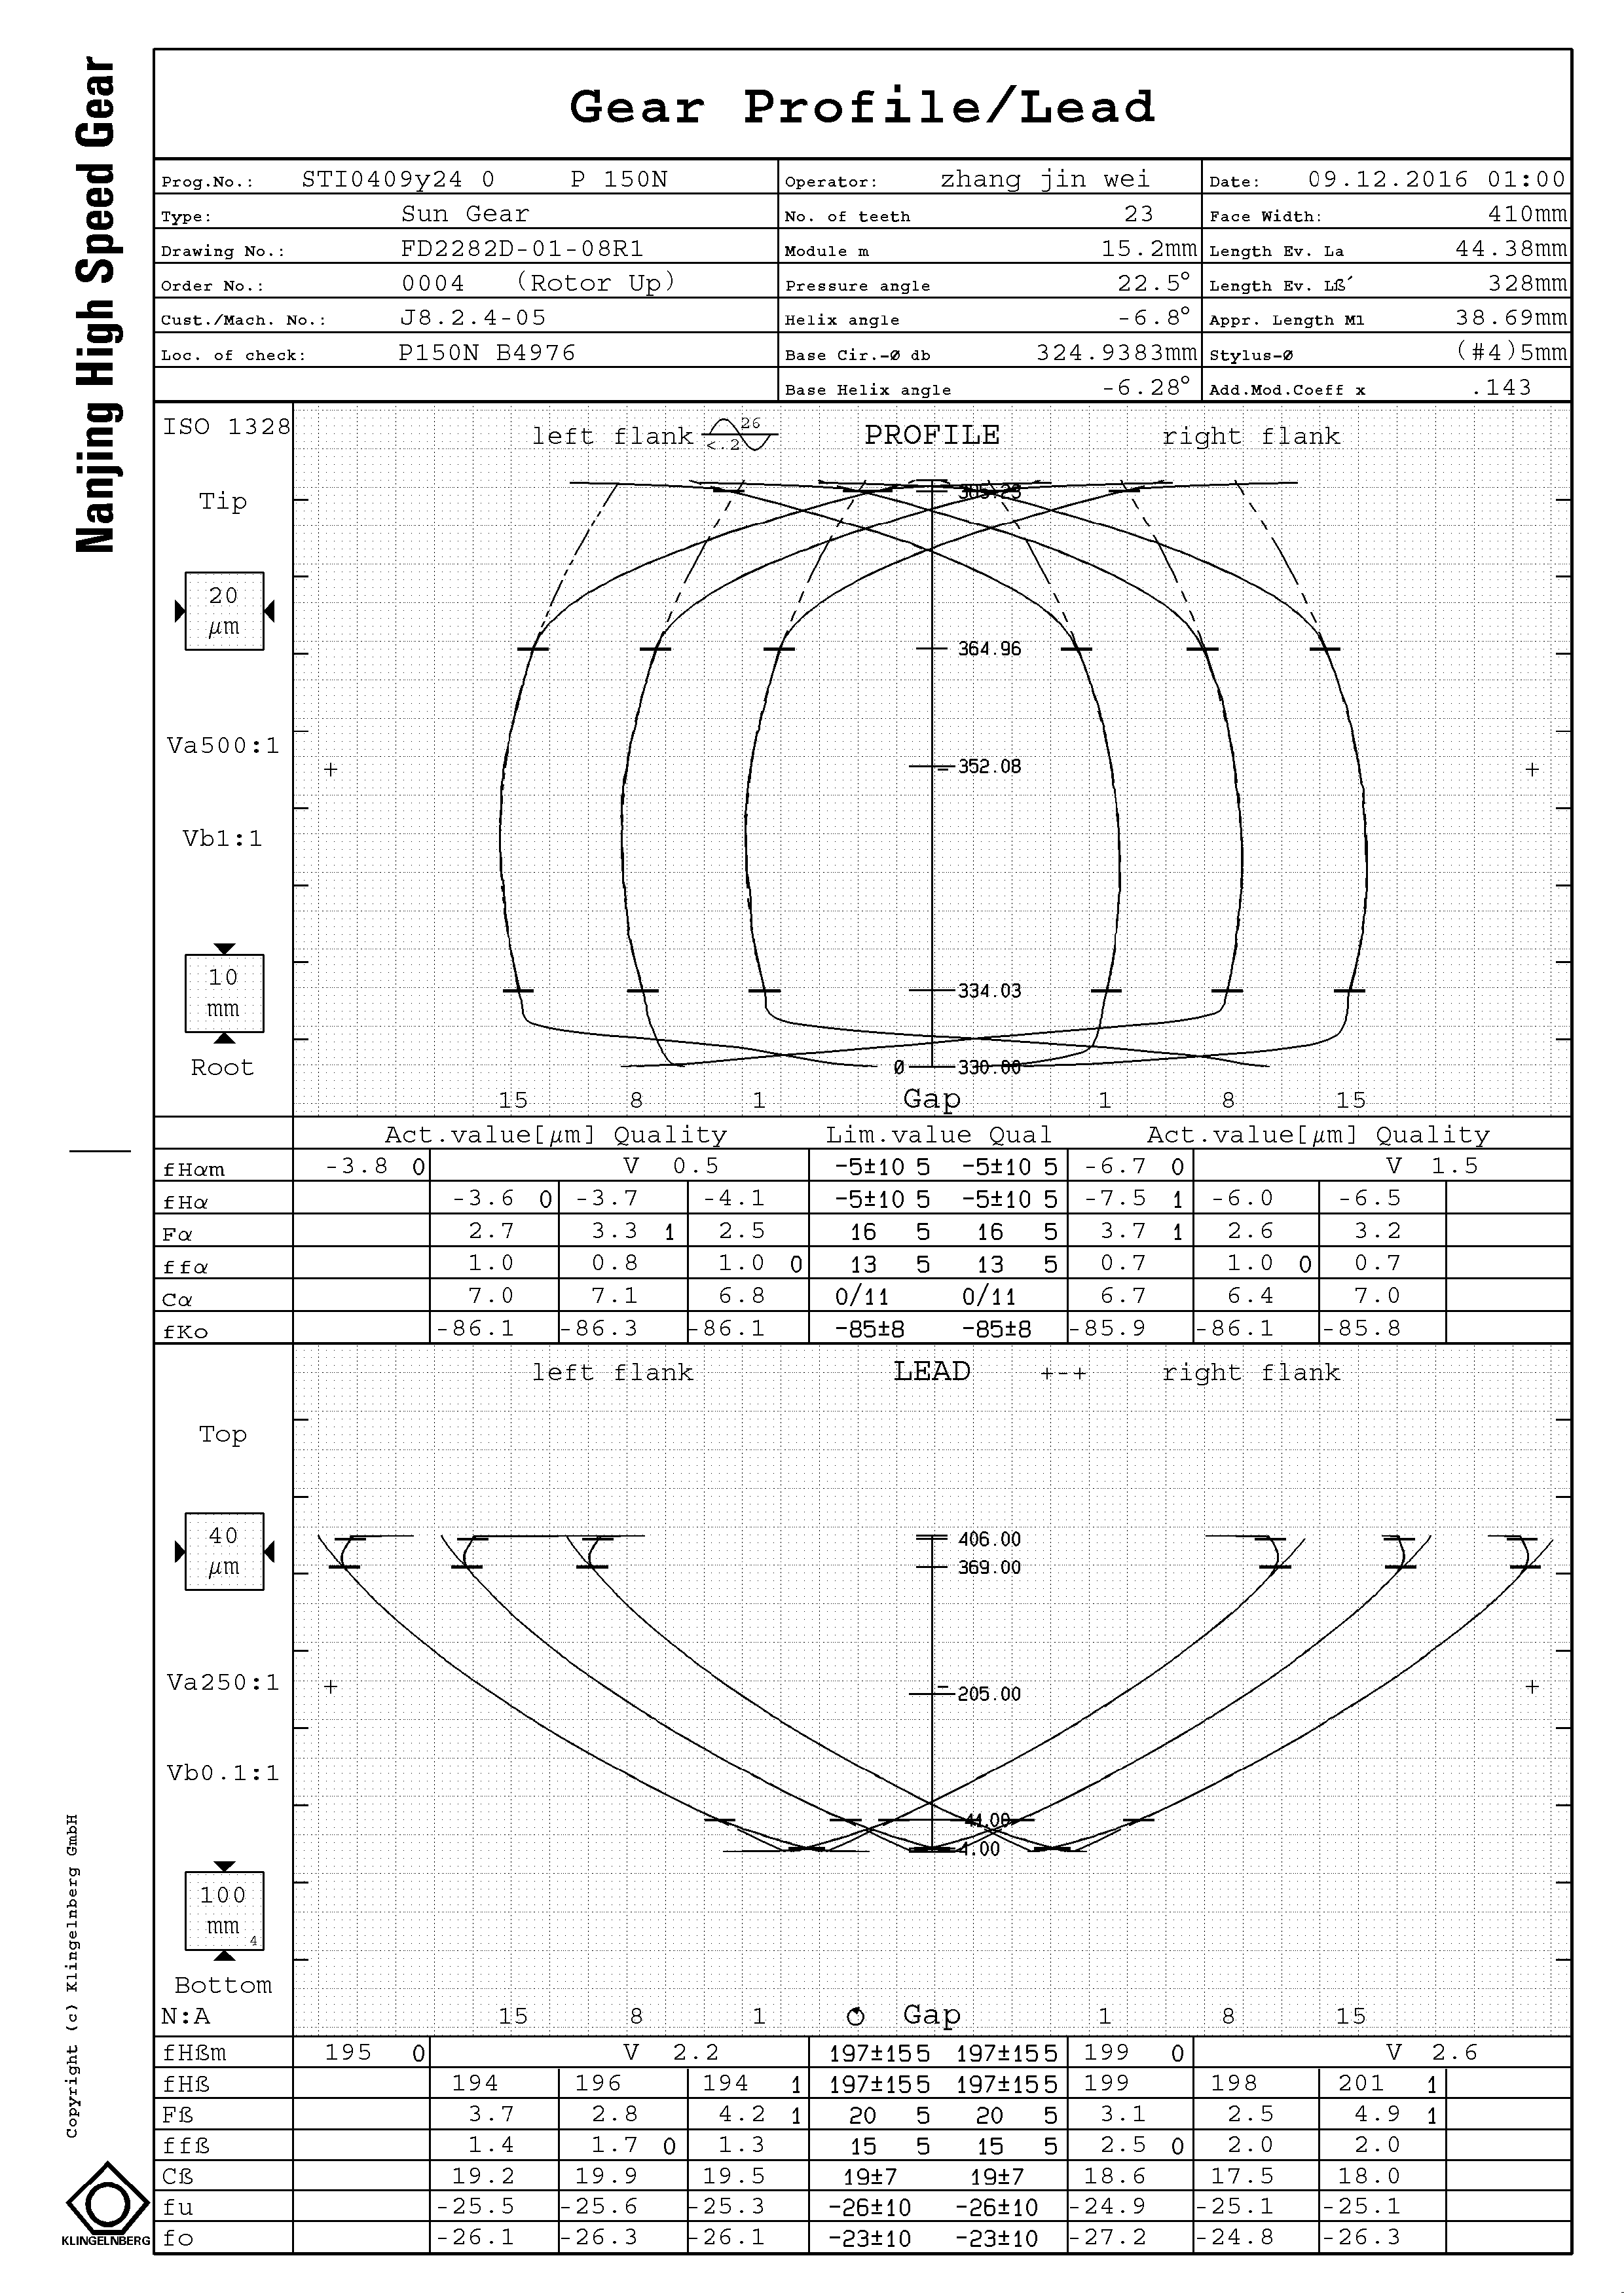 Nanjing High Speed Gear
Gear Profile/Lead
Prog.No.: STI0409y24 0 P 150N Operator: zhang jin wei Date: 09.12.2016 01:00
Type: Sun Gear No. of teeth 23 Face Width: 410mm
Drawing No.: FD2282D-01-08R1 Module m 15.2mm Length Ev. La 44.38mm
Order No.: 0004 (Rotor Up) Pressure angle 22.5° Length Ev. Lß´ 328mm
Cust./Mach. No.: J8.2.4-05 Helix angle -6.8° Appr. Length M1 38.69mm
Loc. of check: P150N B4976 Base Cir.-Ø db 324.9383mm Stylus-Ø (#4)5mm
Base Helix angle -6.28° Add.Mod.Coeff x .143
ISO 1328 left flank 26 PROFILE right flank
<.2
Tip
20
µm
364.96
Va500:1
352.08
Vb1:1
10
mm
334.03
Root Ø 330.00
15 8 1 Gap 1 8 15
Act.value[µm] Quality Lim.value Qual Act.value[µm] Quality
fHαm -3.8 0 V 0.5 -5±10 5 -5±10 5 -6.7 0 V 1.5
fHα -3.6 0 -3.7 -4.1 -5±10 5 -5±10 5 -7.5 1 -6.0 -6.5
Fα 2.7 3.3 1 2.5 16 5 16 5 3.7 1 2.6 3.2
ffα 1.0 0.8 1.0 0 13 5 13 5 0.7 1.0 0 0.7
Cα 7.0 7.1 6.8 0/11 0/11 6.7 6.4 7.0
fKo -86.1 -86.3 -86.1 -85±8 -85±8 -85.9 -86.1 -85.8
left flank LEAD +-+ right flank
Top
40
µm
406.00
369.00
Va250:1
205.00
Vb0.1:1
41.00
4.00
100
mm
4
Bottom
N:A 15 8 1 Gap 1 8 15
fHßm 195 0 V 2.2 197±155 197±155 199 0 V 2.6
fHß 194 196 194 1 197±155 197±155 199 198 201 1
Fß 3.7 2.8 4.2 1 20 5 20 5 3.1 2.5 4.9 1
ffß 1.4 1.7 0 1.3 15 5 15 5 2.5 0 2.0 2.0
Cß 19.2 19.9 19.5 19±7 19±7 18.6 17.5 18.0
fu -25.5 -25.6 -25.3 -26±10 -26±10 -24.9 -25.1 -25.1
fo -26.1 -26.3 -26.1 -23±10 -23±10 -27.2 -24.8 -26.3
Copyright (c) Klingelnberg GmbH
KLINGELNBERG